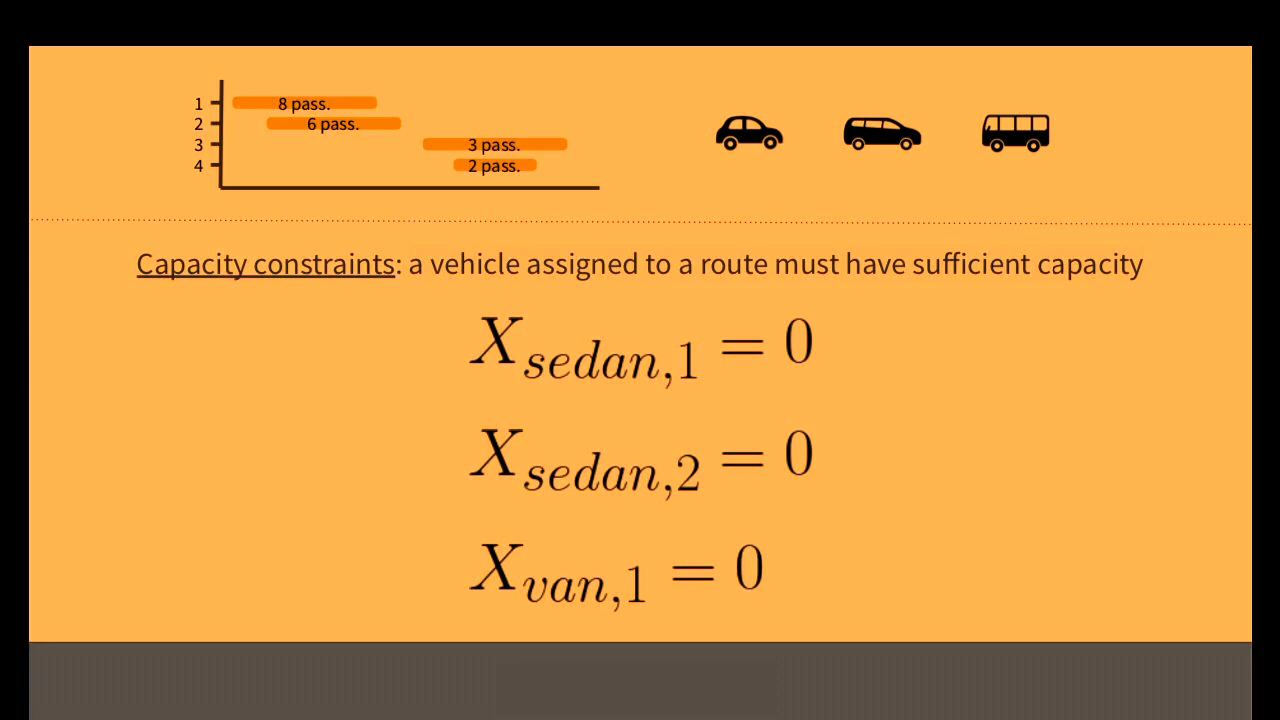 1 8 pass.
2 6 pass.
3 3 pass.
4 2 pass.
Capacity constraints: a vehicle assigned to a route must have sufficient capacity
X_{sedan,1} = 0
X_{sedan,2} = 0
X_{van,1} = 0